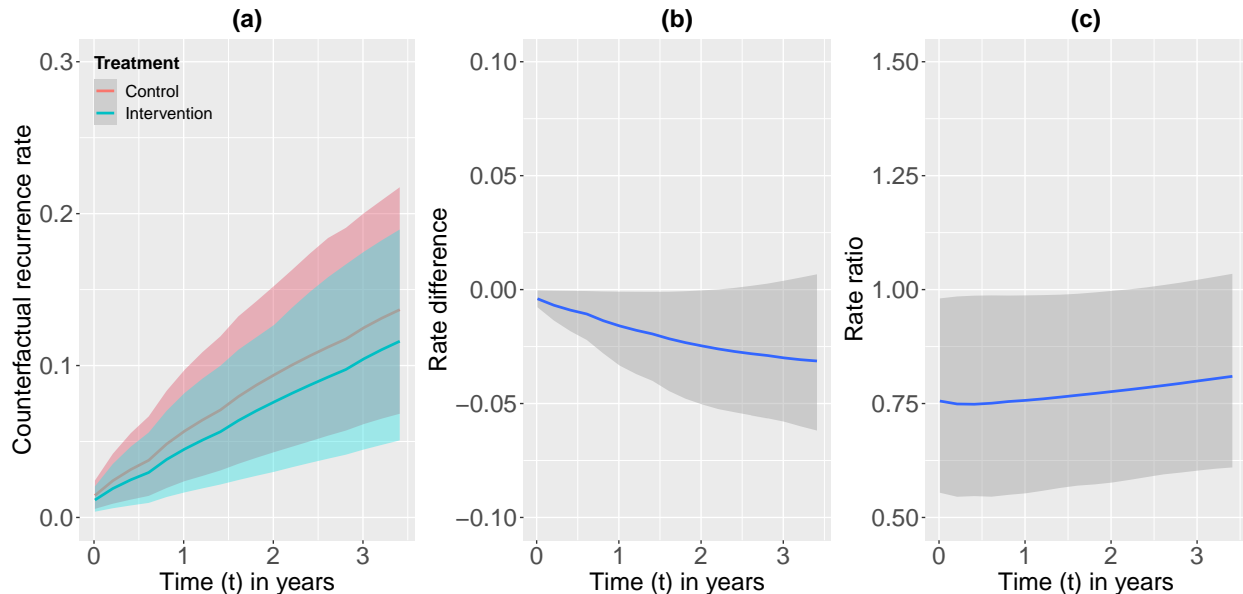 (a)
Counterfactual recurrence rate
0.3
0.2
0.1
0.0
Treatment
Control
Intervention
0
1
2
3
Time (t) in years
(b)
Rate difference
0.10
0.05
0.00
−0.05
−0.10
0
1
2
3
Time (t) in years
(c)
Rate ratio
1.50
1.25
1.00
0.75
0.50
0
1
2
3
Time (t) in years